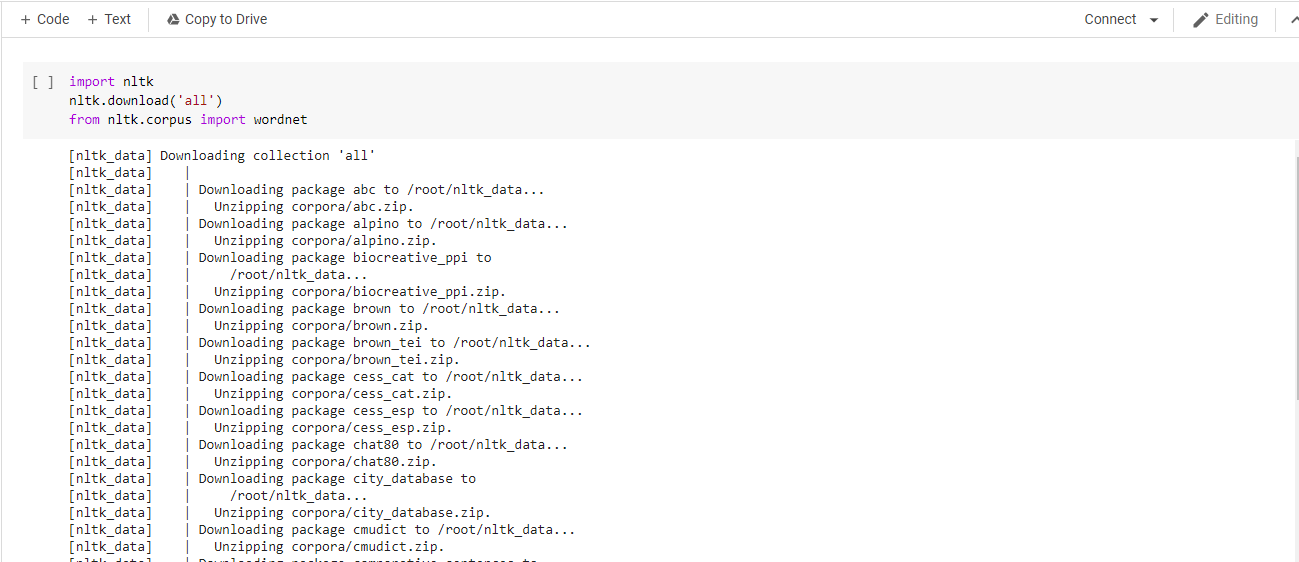 + Code + Text Copy to Drive Connect Editing
[ ] import nltk
nltk.download('all')
from nltk.corpus import wordnet
[nltk_data] Downloading collection 'all'
[nltk_data]    |
[nltk_data]    | Downloading package abc to /root/nltk_data...
[nltk_data]    |   Unzipping corpora/abc.zip.
[nltk_data]    | Downloading package alpino to /root/nltk_data...
[nltk_data]    |   Unzipping corpora/alpino.zip.
[nltk_data]    | Downloading package biocreative_ppi to
[nltk_data]    |     /root/nltk_data...
[nltk_data]    |   Unzipping corpora/biocreative_ppi.zip.
[nltk_data]    | Downloading package brown to /root/nltk_data...
[nltk_data]    |   Unzipping corpora/brown.zip.
[nltk_data]    | Downloading package brown_tei to /root/nltk_data...
[nltk_data]    |   Unzipping corpora/brown_tei.zip.
[nltk_data]    | Downloading package cess_cat to /root/nltk_data...
[nltk_data]    |   Unzipping corpora/cess_cat.zip.
[nltk_data]    | Downloading package cess_esp to /root/nltk_data...
[nltk_data]    |   Unzipping corpora/cess_esp.zip.
[nltk_data]    | Downloading package chat80 to /root/nltk_data...
[nltk_data]    |   Unzipping corpora/chat80.zip.
[nltk_data]    | Downloading package city_database to
[nltk_data]    |     /root/nltk_data...
[nltk_data]    |   Unzipping corpora/city_database.zip.
[nltk_data]    | Downloading package cmudict to /root/nltk_data...
[nltk_data]    |   Unzipping corpora/cmudict.zip.